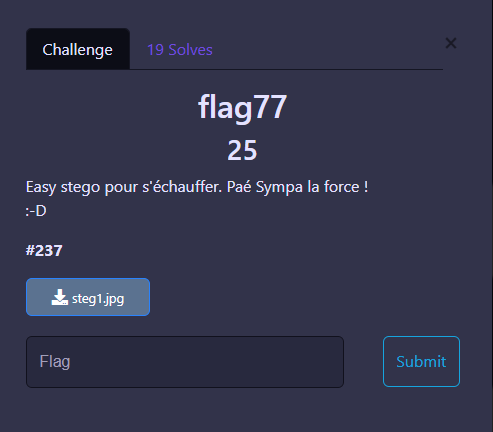 Challenge
19 Solves
×
flag77
25
Easy stego pour s'échauffer. Paé Sympa la force !
:-D
#237
steg1.jpg
Flag
Submit